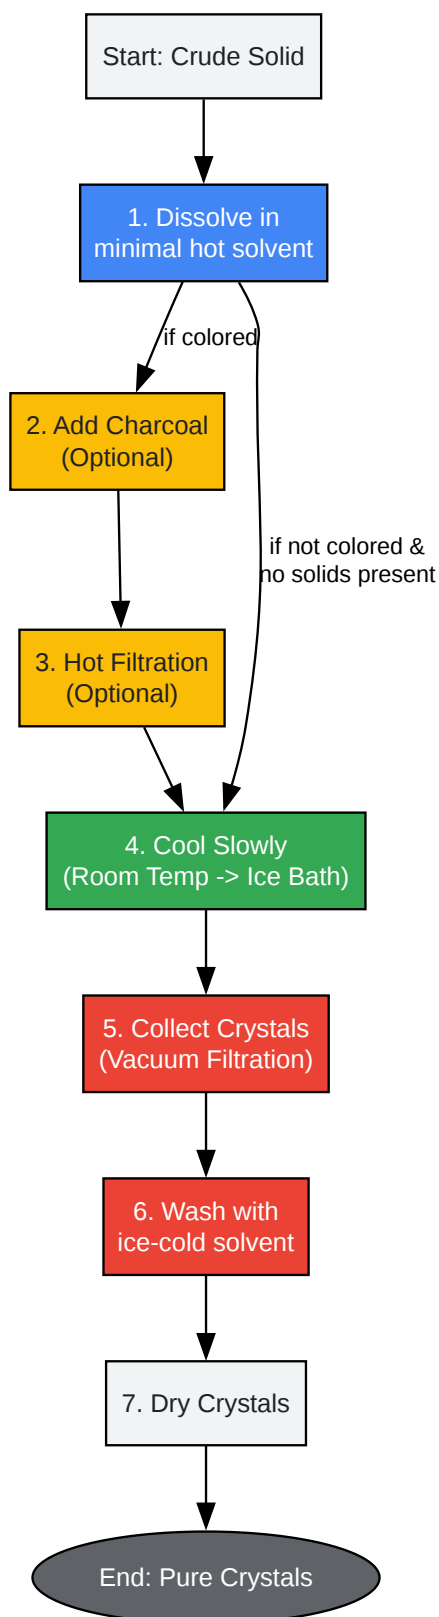 Start: Crude Solid
1. Dissolve in
minimal hot solvent
if colored
2. Add Charcoal
(Optional)
if not colored &
no solids present
3. Hot Filtration
(Optional)
4. Cool Slowly
(Room Temp -> Ice Bath)
5. Collect Crystals
(Vacuum Filtration)
6. Wash with
ice-cold solvent
7. Dry Crystals
End: Pure Crystals